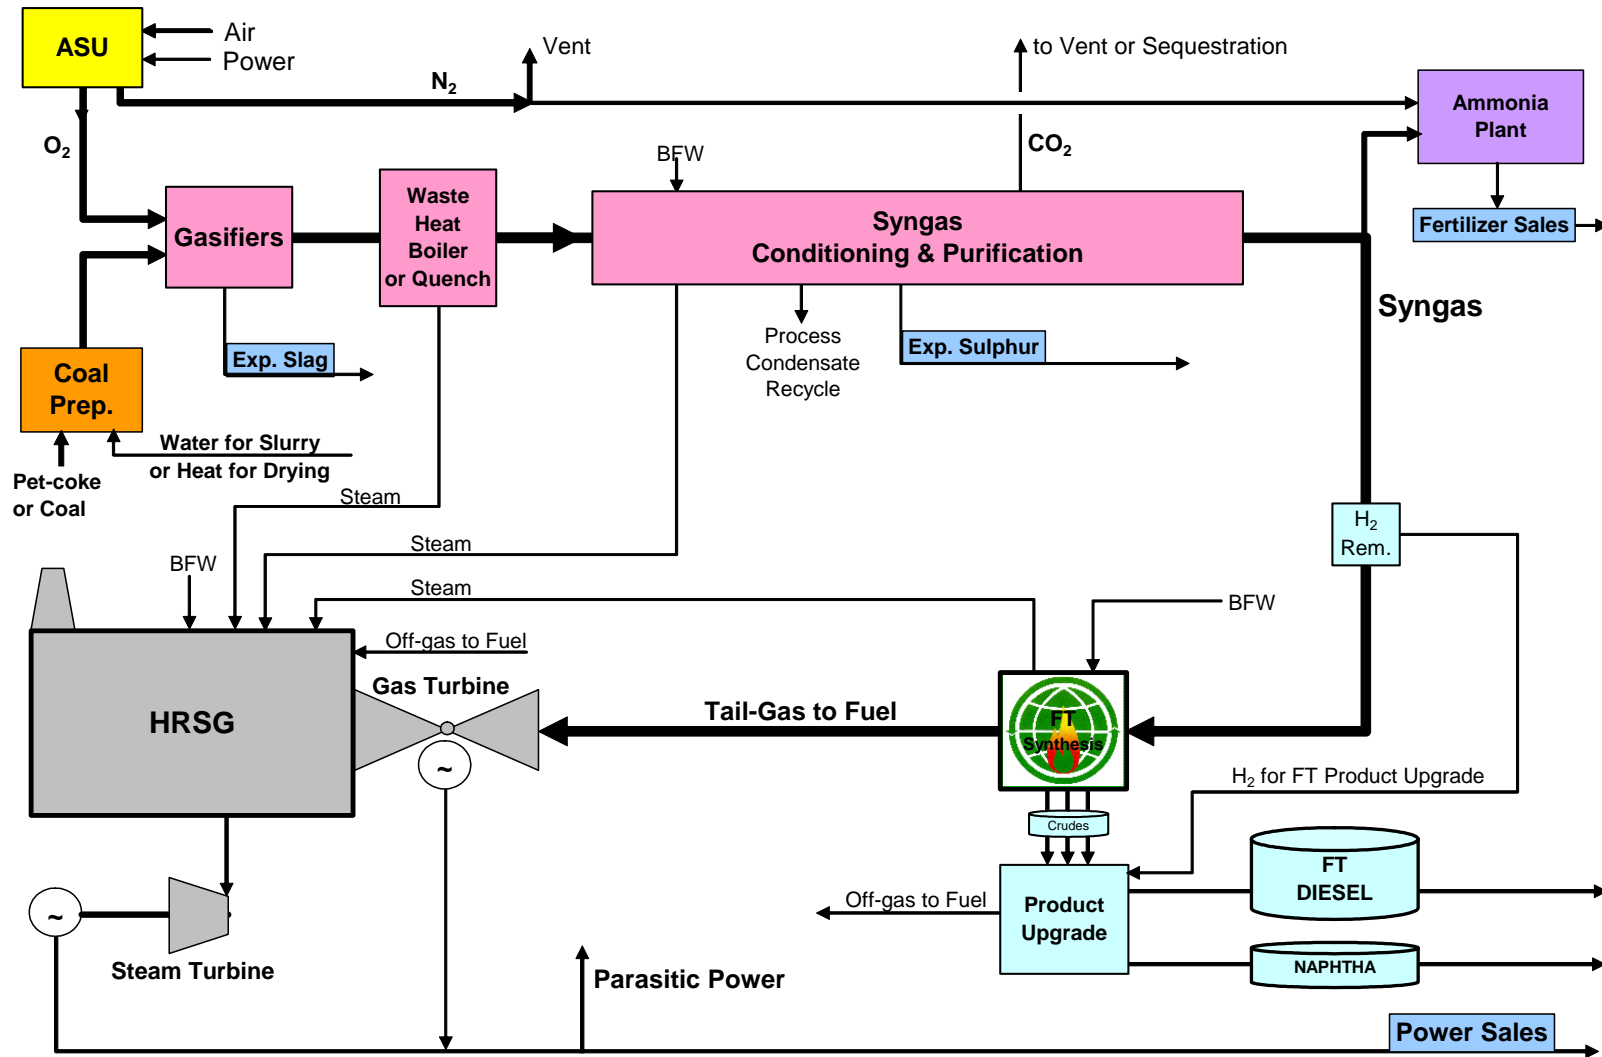 ASU
Air
Power
N₂
Vent
to Vent or Sequestration
Ammonia
Plant
O₂
BFW
CO₂
Gasifiers
Waste
Heat
Boiler
or Quench
Syngas
Conditioning & Purification
Fertilizer Sales
Syngas
Exp. Slag
Process
Condensate
Recycle
Exp. Sulphur
Coal
Prep.
Water for Slurry
or Heat for Drying
Pet-coke
or Coal
Steam
H₂
Rem.
Steam
BFW
Steam
BFW
Off-gas to Fuel
Gas Turbine
HRSG
Tail-Gas to Fuel
FT
Synthesis
~
H₂ for FT Product Upgrade
Crudes
FT
DIESEL
Off-gas to Fuel
Product
Upgrade
~
Steam Turbine
NAPHTHA
Parasitic Power
Power Sales